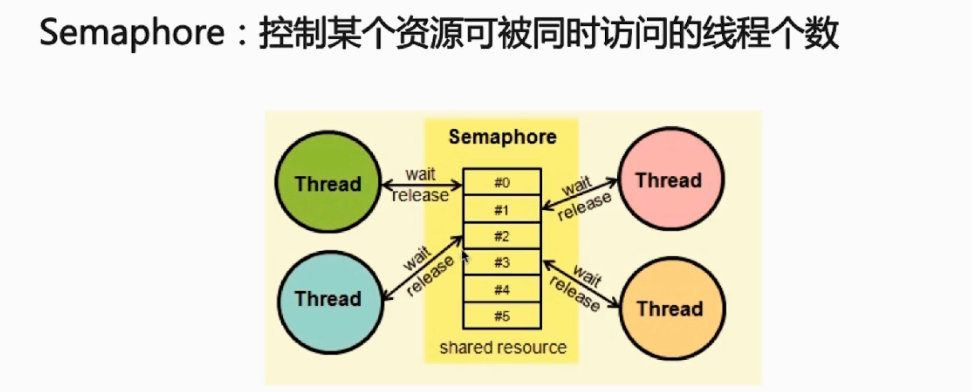 Semaphore：控制某个资源可被同时访问的线程个数
Semaphore
Thread
wait
release
#0
#1
#2
#3
#4
#5
wait
release
Thread
Thread
wait
release
wait
release
Thread
shared resource